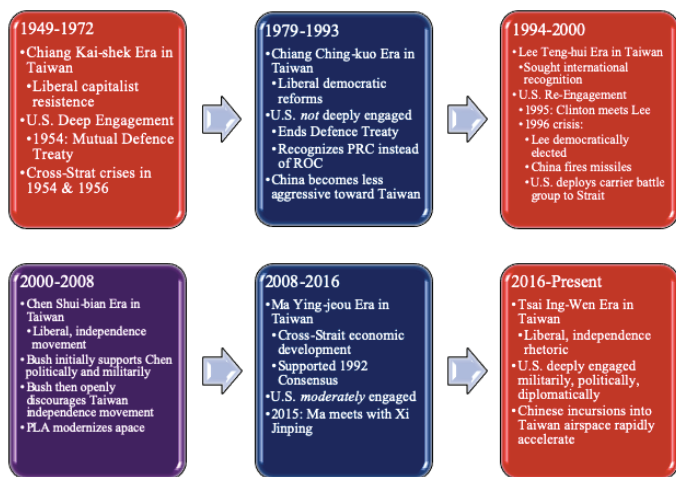 1949-1972
•Chiang Kai-shek Era in
Taiwan
•Liberal capitalist
resistence
•U.S. Deep Engagement
•1954: Mutual Defence
Treaty
•Cross-Strat crises in
1954 & 1956
1979-1993
•Chiang Ching-kuo Era in
Taiwan
•Liberal democratic
reforms
•U.S. not deeply engaged
•Ends Defence Treaty
•Recognizes PRC instead
of ROC
•China becomes less
aggressive toward Taiwan
1994-2000
•Lee Teng-hui Era in Taiwan
•Sought international
recognition
•U.S. Re-Engagement
•1995: Clinton meets Lee
•1996 crisis:
•Lee democratically
elected
•China fires missiles
•U.S. deploys carrier battle
group to Strait
2000-2008
•Chen Shui-bian Era in
Taiwan
•Liberal, independence
movement
•Bush initially supports Chen
politically and militarily
•Bush then openly
discourages Taiwan
independence movement
•PLA modernizes apace
2008-2016
•Ma Ying-jeou Era in
Taiwan
•Cross-Strait economic
development
•Supported 1992
Consensus
•U.S. moderately engaged
•2015: Ma meets with Xi
Jinping
2016-Present
•Tsai Ing-Wen Era in
Taiwan
•Liberal, independence
rhetoric
•U.S. deeply engaged
militarily, politically,
diplomatically
•Chinese incursions into
Taiwan airspace rapidly
accelerate